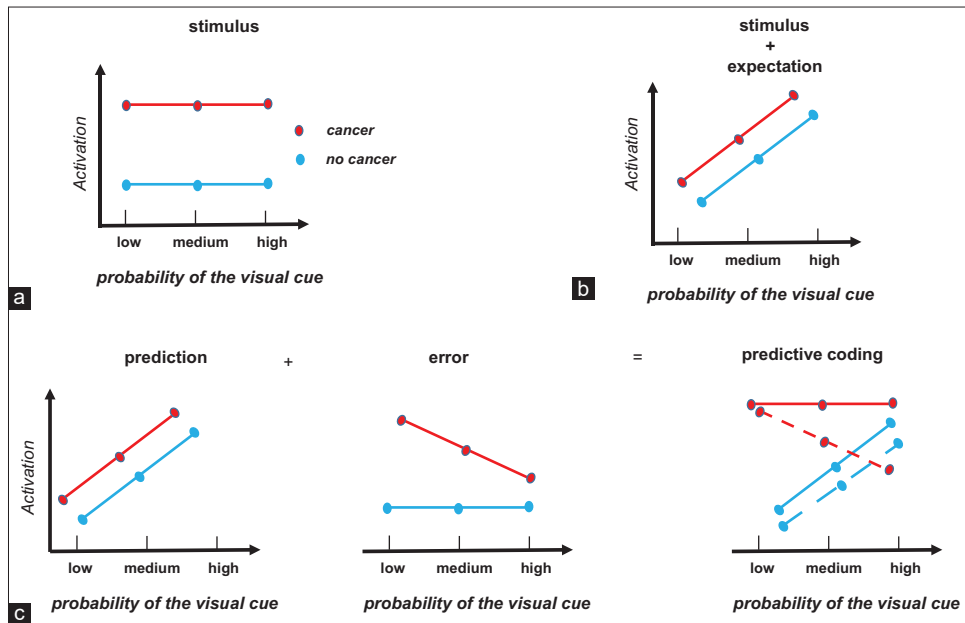 stimulus
Activation
cancer
no cancer
low medium high
probability of the visual cue
a
stimulus
+
expectation
Activation
low medium high
probability of the visual cue
b
prediction + error = predictive coding
Activation
low medium high
low medium high
low medium high
probability of the visual cue
probability of the visual cue
probability of the visual cue
c